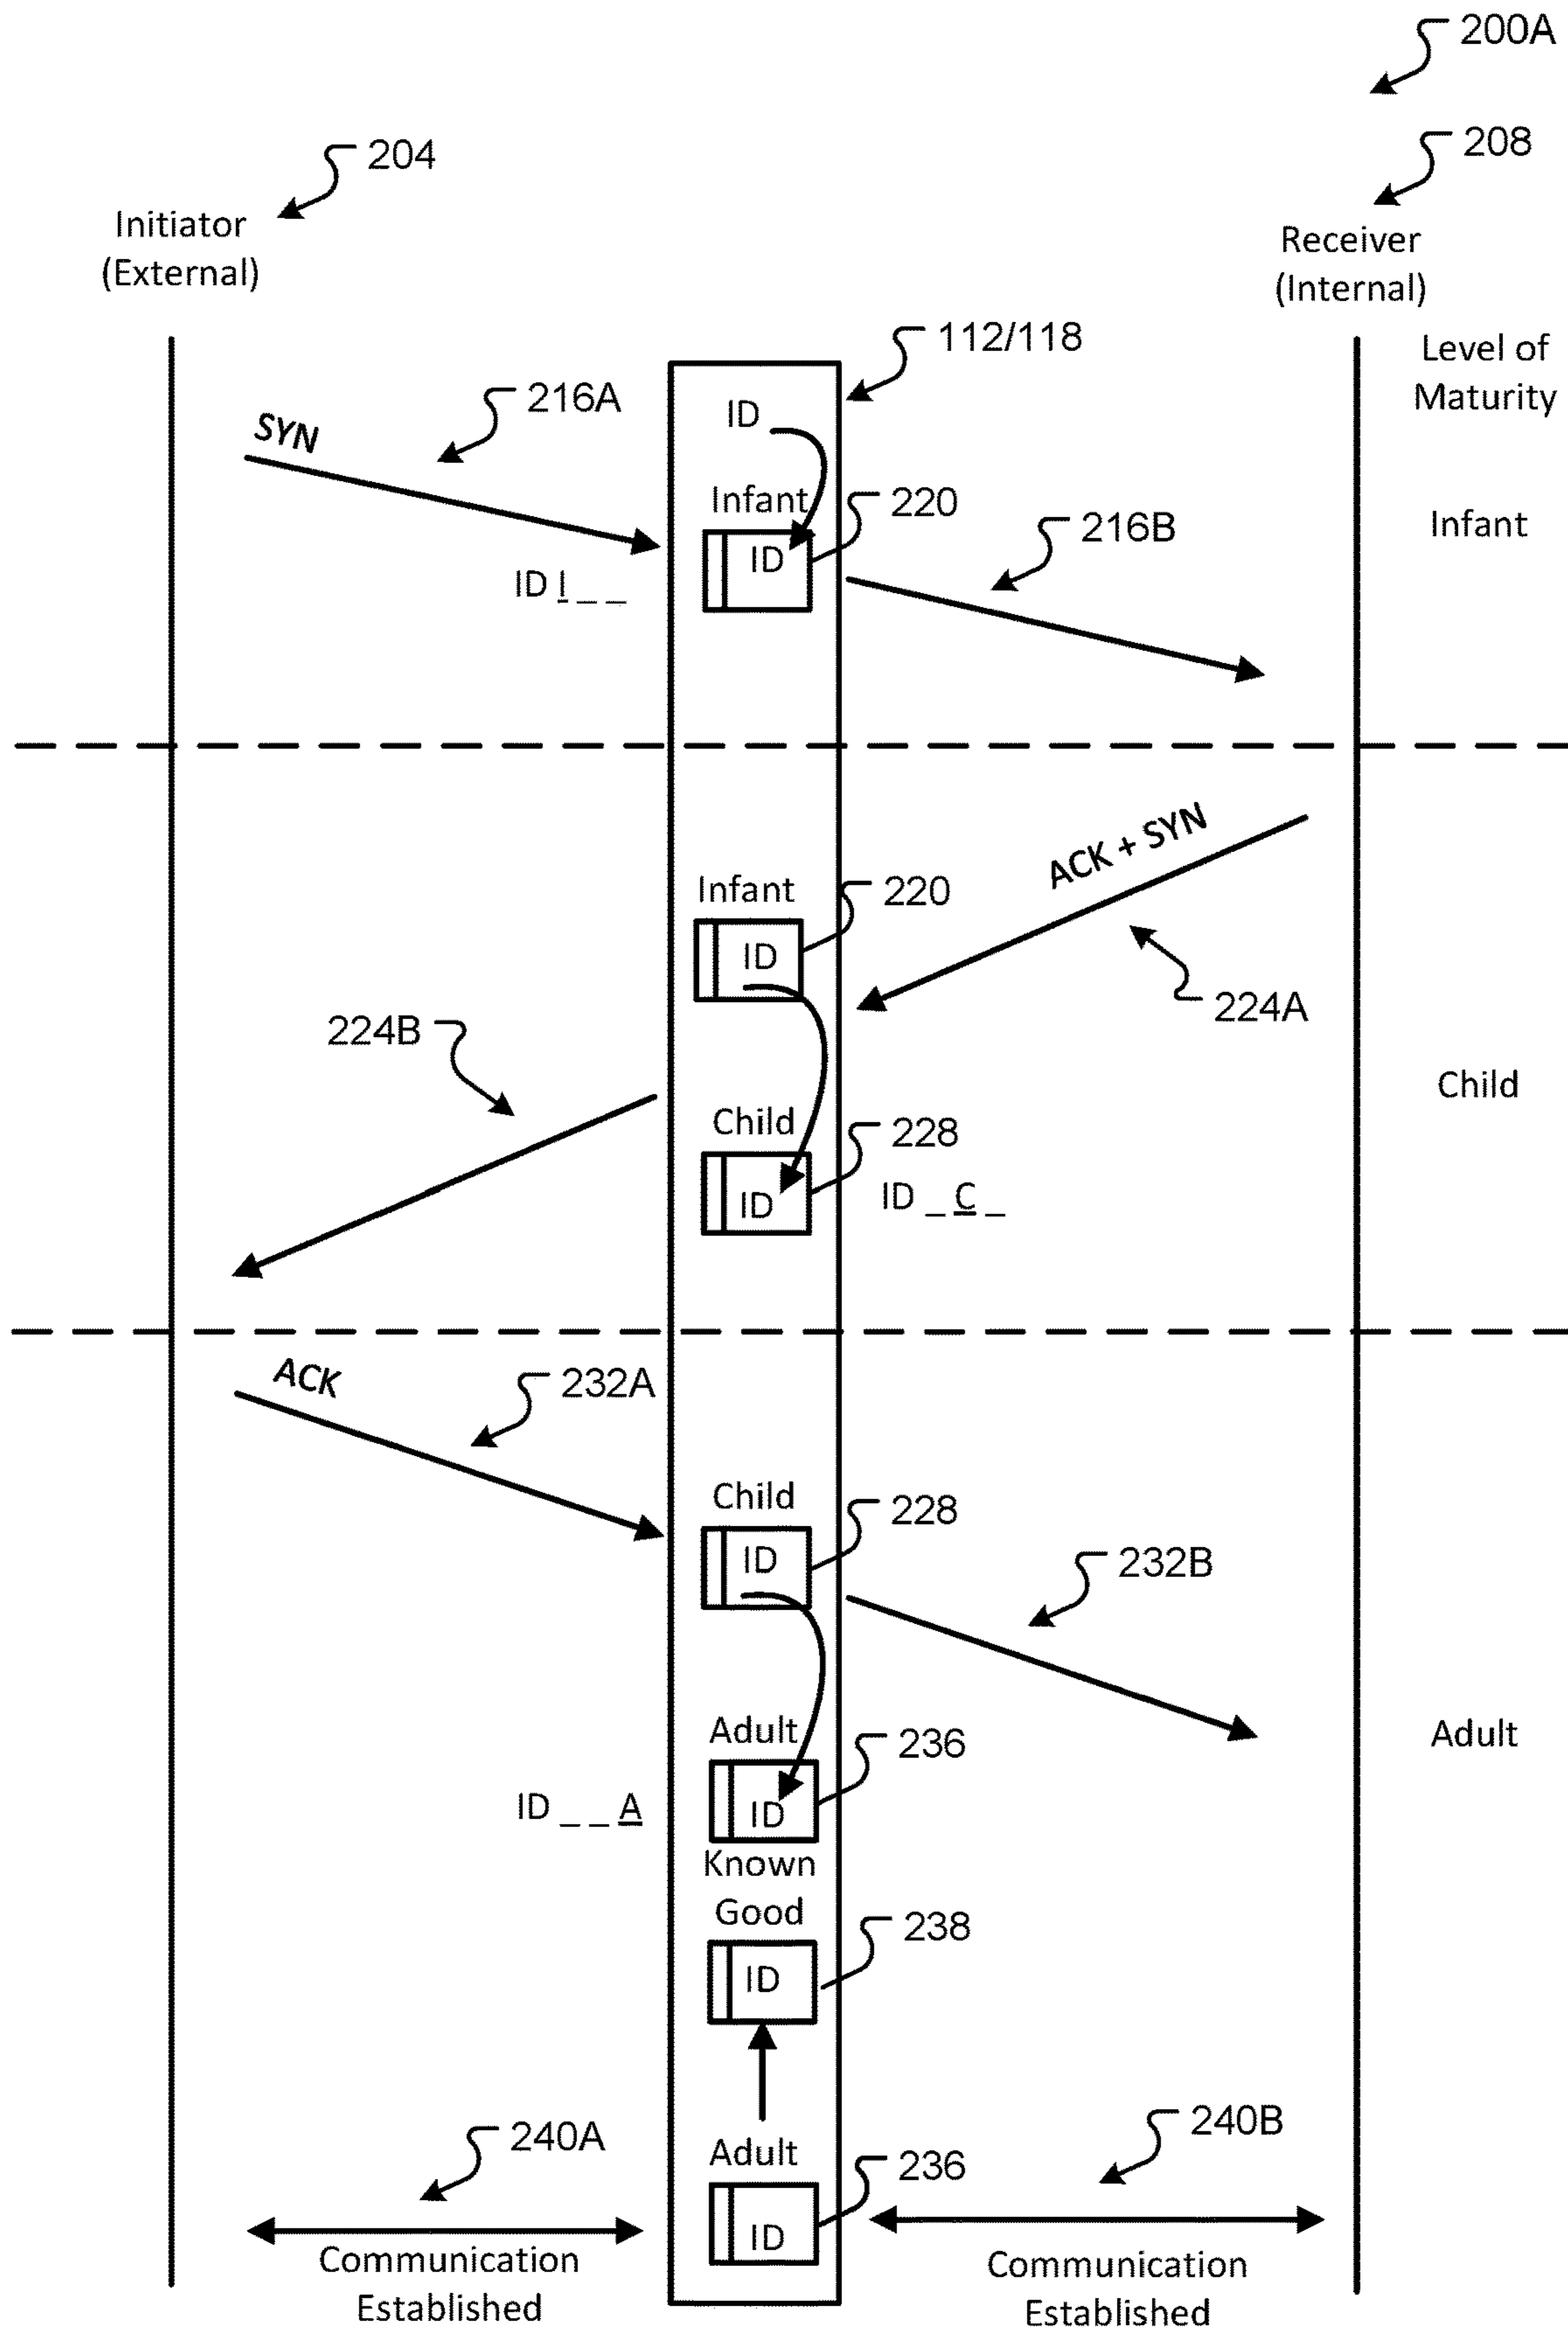 200A
204
208
Initiator
(External)
Receiver
(Internal)
112/118
Level of
Maturity
SYN
216A
ID
Infant
220
216B
Infant
ID
ID I _ _
ACK + SYN
Infant
220
ID
224A
224B
Child
Child
228
ID
ID _ C _
ACK
232A
Child
228
ID
232B
Adult
236
Adult
ID
ID _ _ A
Known
Good
238
ID
240A
240B
Adult
236
ID
Communication
Established
Communication
Established